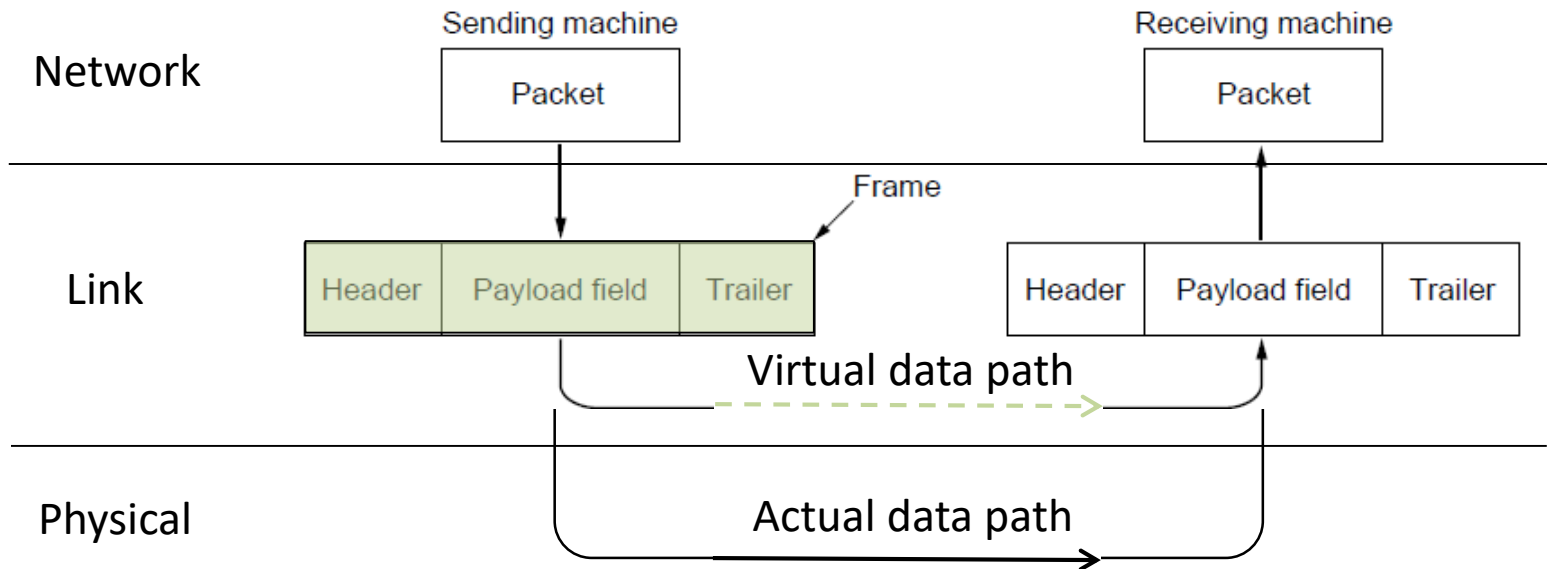 Sending machine
Receiving machine
Network
Packet
Packet
Frame
Link
Header
Payload field
Trailer
Header
Payload field
Trailer
Virtual data path
Physical
Actual data path